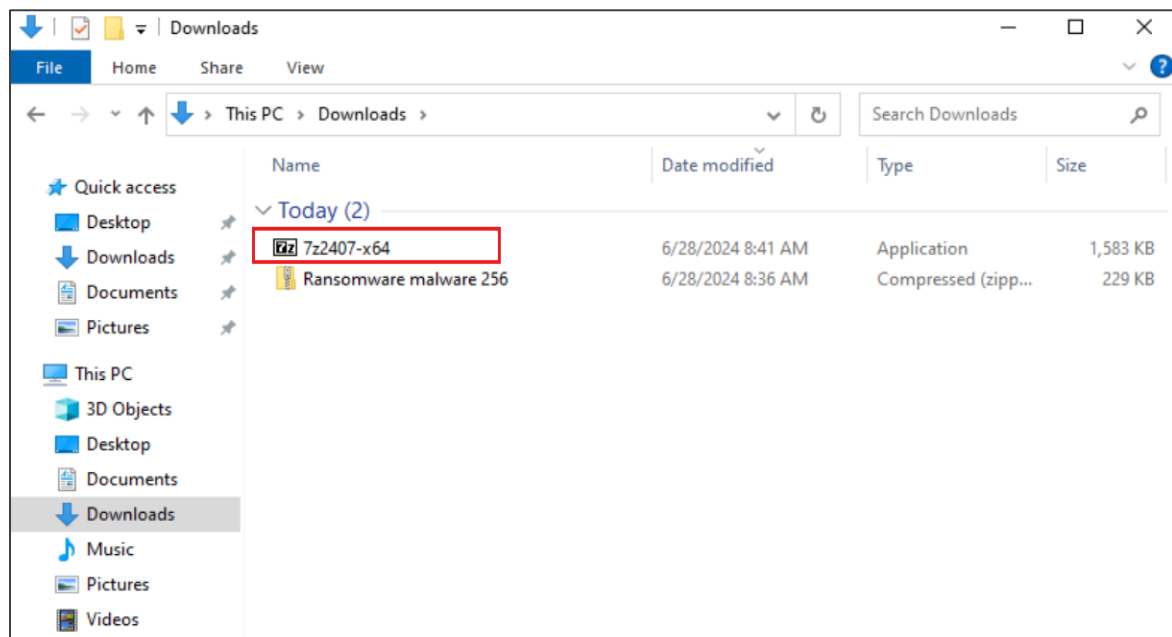 Downloads
File Home Share View
This PC > Downloads >
Search Downloads
Name Date modified Type Size
Quick access
Today (2)
Desktop
7z2407-x64 6/28/2024 8:41 AM Application 1,583 KB
Downloads
Ransomware malware 256 6/28/2024 8:36 AM Compressed (zipp... 229 KB
Documents
Pictures
This PC
3D Objects
Desktop
Documents
Downloads
Music
Pictures
Videos